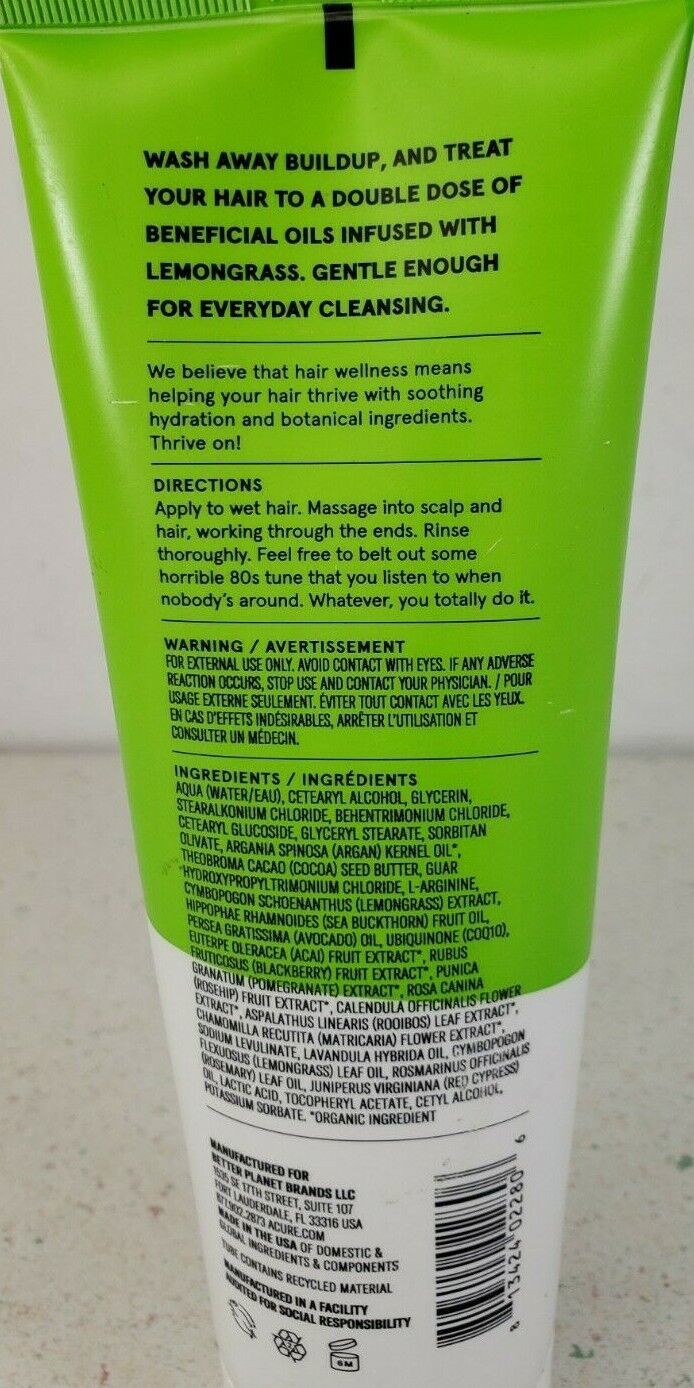 WASH AWAY BUILDUP, AND TREAT
YOUR HAIR TO A DOUBLE DOSE OF
BENEFICIAL OILS INFUSED WITH
LEMONGRASS. GENTLE ENOUGH
FOR EVERYDAY CLEANSING.
We believe that hair wellness means
helping your hair thrive with soothing
hydration and botanical ingredients.
Thrive on!
DIRECTIONS
Apply to wet hair. Massage into scalp and
hair, working through the ends. Rinse
thoroughly. Feel free to belt out some
horrible 80s tune that you listen to when
nobody's around. Whatever, you totally do it.
WARNING / AVERTISSEMENT
FOR EXTERNAL USE ONLY. AVOID CONTACT WITH EYES. IF ANY ADVERSE
REACTION OCCURS, STOP USE AND CONTACT YOUR PHYSICIAN. / POUR
USAGE EXTERNE SEULEMENT. ÉVITER TOUT CONTACT AVEC LES YEUX.
EN CAS D'EFFETS INDÉSIRABLES, ARRÊTER L'UTILISATION ET
CONSULTER UN MÉDECIN.
INGREDIENTS / INGRÉDIENTS
AQUA (WATER/EAU), CETEARYL ALCOHOL, GLYCERIN,
STEARALKONIUM CHLORIDE, BEHENTRIMONIUM CHLORIDE,
CETEARYL GLUCOSIDE, GLYCERYL STEARATE, SORBITAN
OLIVATE, ARGANIA SPINOSA (ARGAN) KERNEL OIL*,
THEOBROMA CACAO (COCOA) SEED BUTTER, GUAR
HYDROXYPROPYLTRIMONIUM CHLORIDE, L-ARGININE,
CYMBOPOGON SCHOENANTHUS (LEMONGRASS) EXTRACT,
HIPPOPHAE RHAMNOIDES (SEA BUCKTHORN) FRUIT OIL,
PERSEA GRATISSIMA (AVOCADO) OIL, UBIQUINONE (COQ10),
EUTERPE OLERACEA (ACAI) FRUIT EXTRACT*, RUBUS
FRUTICOSUS (BLACKBERRY) FRUIT EXTRACT*, PUNICA
GRANATUM (POMEGRANATE) EXTRACT*, ROSA CANINA
(ROSEHIP) FRUIT EXTRACT*, CALENDULA OFFICINALIS FLOWER
EXTRACT*, ASPALATHUS LINEARIS (ROOIBOS) LEAF EXTRACT*,
CHAMOMILLA RECUTITA (MATRICARIA) FLOWER EXTRACT*,
SODIUM LEVULINATE, LAVANDULA HYBRIDA OIL, CYMBOPOGON
FLEXUOSUS (LEMONGRASS) LEAF OIL, ROSMARINUS OFFICINALIS
(ROSEMARY) LEAF OIL, JUNIPERUS VIRGINIANA (RED CYPRESS)
OIL, LACTIC ACID, TOCOPHERYL ACETATE, CETYL ALCOHOL,
POTASSIUM SORBATE. *ORGANIC INGREDIENT
MANUFACTURED FOR
BETTER PLANET BRANDS LLC
1535 SE 17TH STREET, SUITE 107
FORT LAUDERDALE, FL 33316 USA
877.902.2873 ACURE.COM
MADE IN THE USA OF DOMESTIC &
GLOBAL INGREDIENTS & COMPONENTS
TUBE CONTAINS RECYCLED MATERIAL
MANUFACTURED IN A FACILITY
AUDITED FOR SOCIAL RESPONSIBILITY
6M
8 13424 02280 6